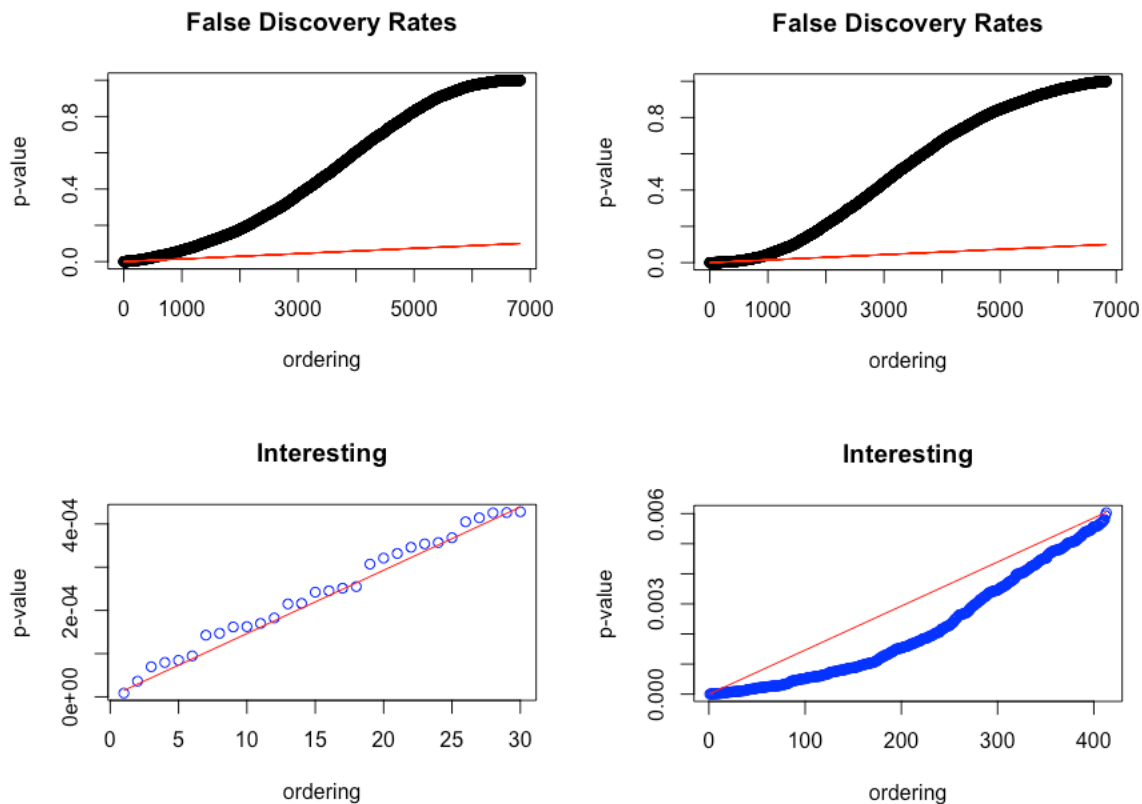 False Discovery Rates
p-value
0.8
0.4
0.0
0 1000 3000 5000 7000
ordering
False Discovery Rates
p-value
0.8
0.4
0.0
0 1000 3000 5000 7000
ordering
Interesting
p-value
4e-04
2e-04
0e+00
0 5 10 15 20 25 30
ordering
Interesting
p-value
0.006
0.003
0.000
0 100 200 300 400
ordering